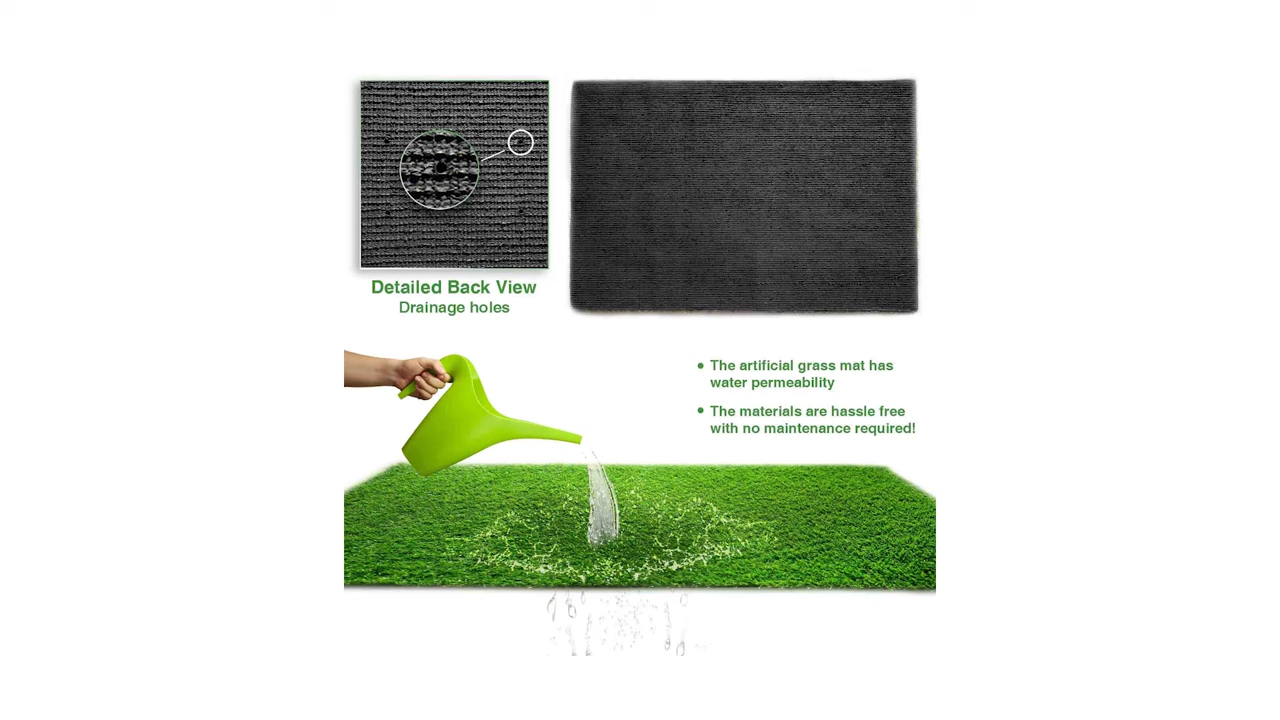 Detailed Back View
Drainage holes
• The artificial grass mat has
water permeability
• The materials are hassle free
with no maintenance required!